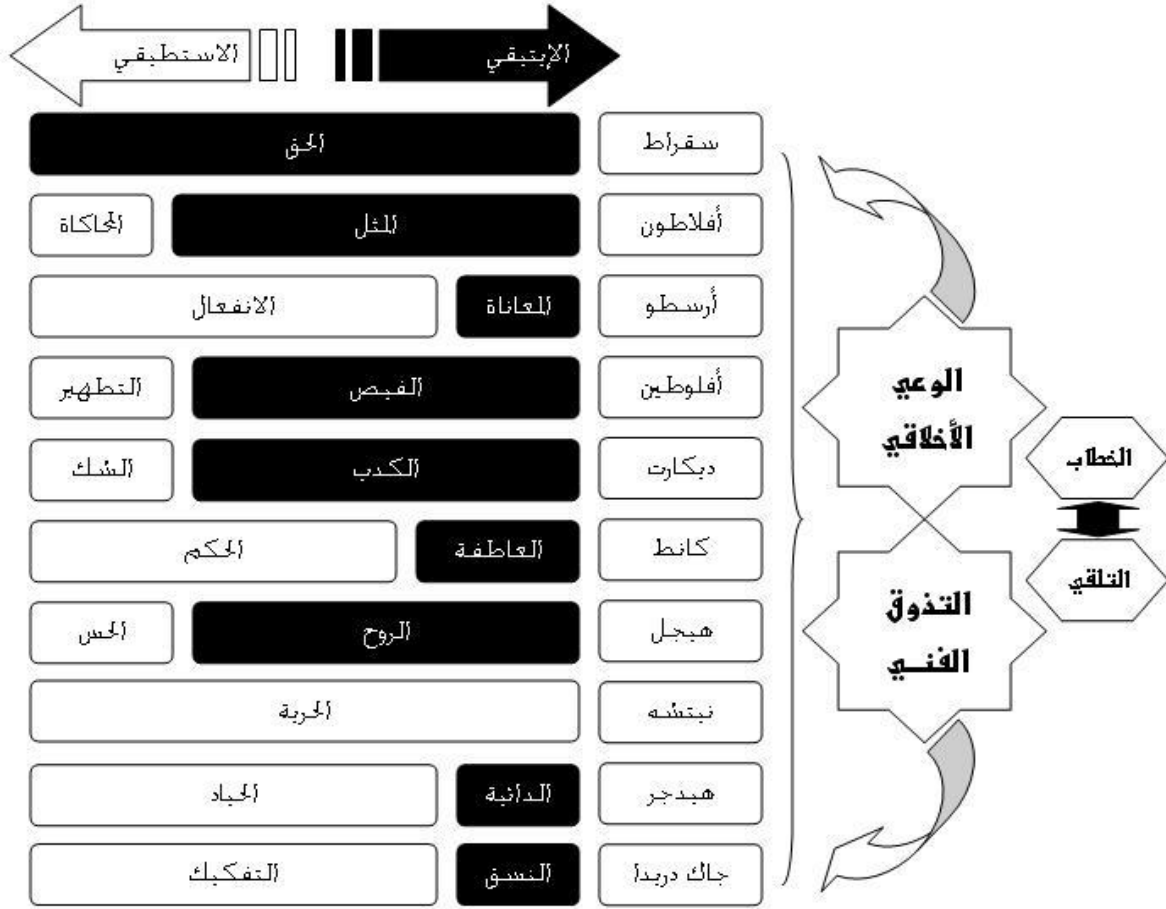 الإيتيقي
الاستطيقي
سقراط
الحق
أفلاطون
المثل
المحاكاة
أرسطو
المعاناة
الانفعال
أفلوطين
الفيض
التطهير
ديكارت
الكذب
الشك
كانط
العاطفة
الحكم
هيجل
الروح
الحس
نيتشه
الحرية
هيدجر
الذاتية
الحياد
جاك دريدا
النسق
التفكيك
الوعي
الأخلاقي
التذوق
الفني
الخطاب
التلقي